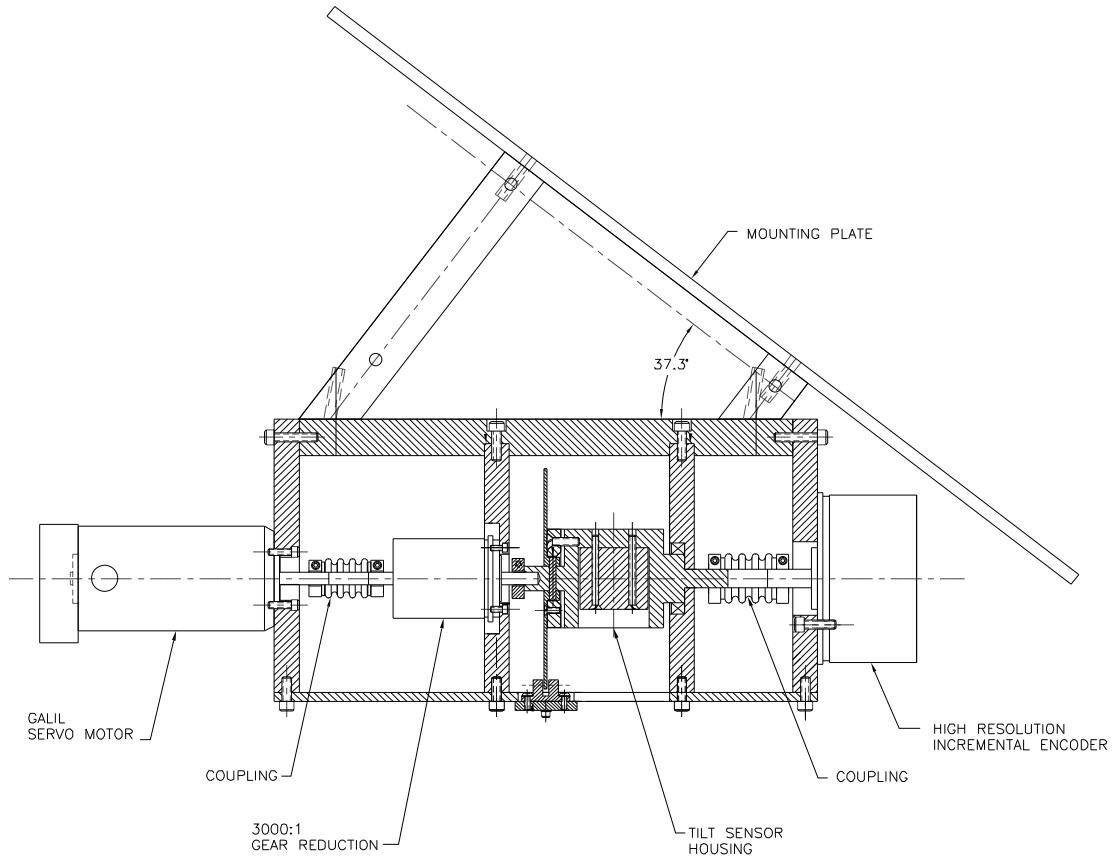 MOUNTING PLATE
37.3°
GALIL
SERVO MOTOR
HIGH RESOLUTION
INCREMENTAL ENCODER
COUPLING
COUPLING
3000:1
GEAR REDUCTION
TILT SENSOR
HOUSING